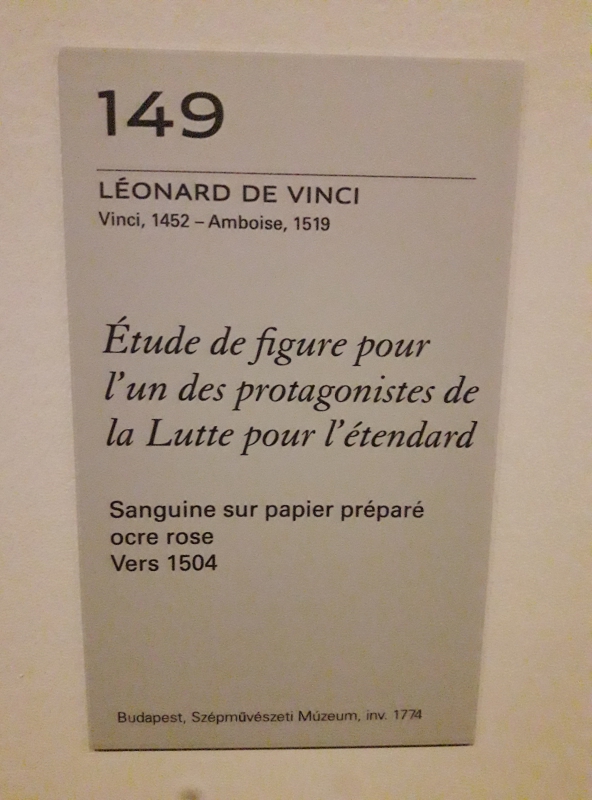 149
LÉONARD DE VINCI
Vinci, 1452 – Amboise, 1519
Étude de figure pour
l'un des protagonistes de
la Lutte pour l'étendard
Sanguine sur papier préparé
ocre rose
Vers 1504
Budapest, Szépművészeti Múzeum, inv. 1774